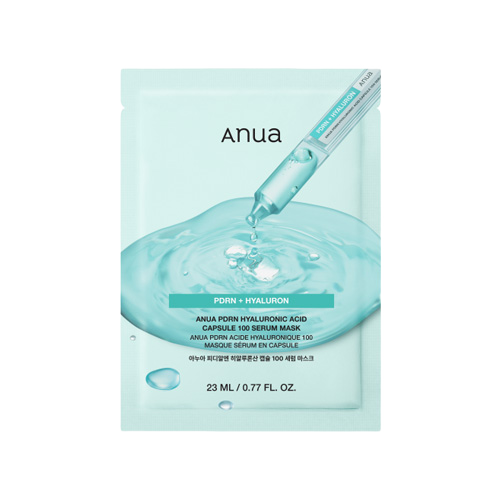 Anua
Anua
PDRN + HYALURON
PDRN + HYALURON
ANUA PDRN HYALURONIC ACID
CAPSULE 100 SERUM MASK
ANUA PDRN ACIDE HYALURONIQUE 100
MASQUE SÉRUM EN CAPSULE
아누아 피디알엔 히알루론산 캡슐 100 세럼 마스크
23 ML / 0.77 FL. OZ.